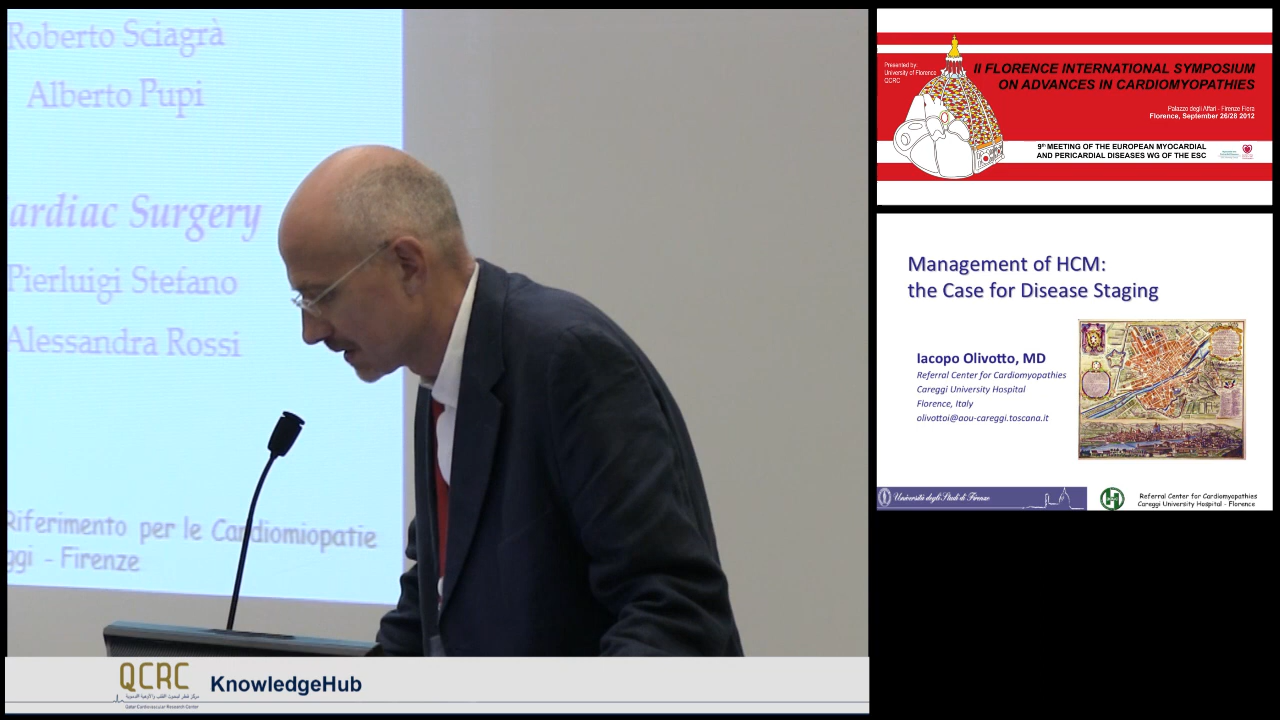 Roberto Sciagrà
Alberto Pupi
ardiac Surgery
Pierluigi Stefano
Alessandra Rossi
Riferimento per le Cardiomiopatie
ggi - Firenze
QCRC
Qatar Cardiovascular Research Center
KnowledgeHub
Presented by:
University of Florence
QCRC
II FLORENCE INTERNATIONAL SYMPOSIUM
ON ADVANCES IN CARDIOMYOPATHIES
Palazzo degli Affari - Firenze Fiera
Florence, September 26/28 2012
9th MEETING OF THE EUROPEAN MYOCARDIAL
AND PERICARDIAL DISEASES WG OF THE ESC
Management of HCM:
the Case for Disease Staging
Iacopo Olivotto, MD
Referral Center for Cardiomyopathies
Careggi University Hospital
Florence, Italy
olivottoi@aou-careggi.toscana.it
Università degli Studi di Firenze
Referral Center for Cardiomyopathies
Careggi University Hospital - Florence